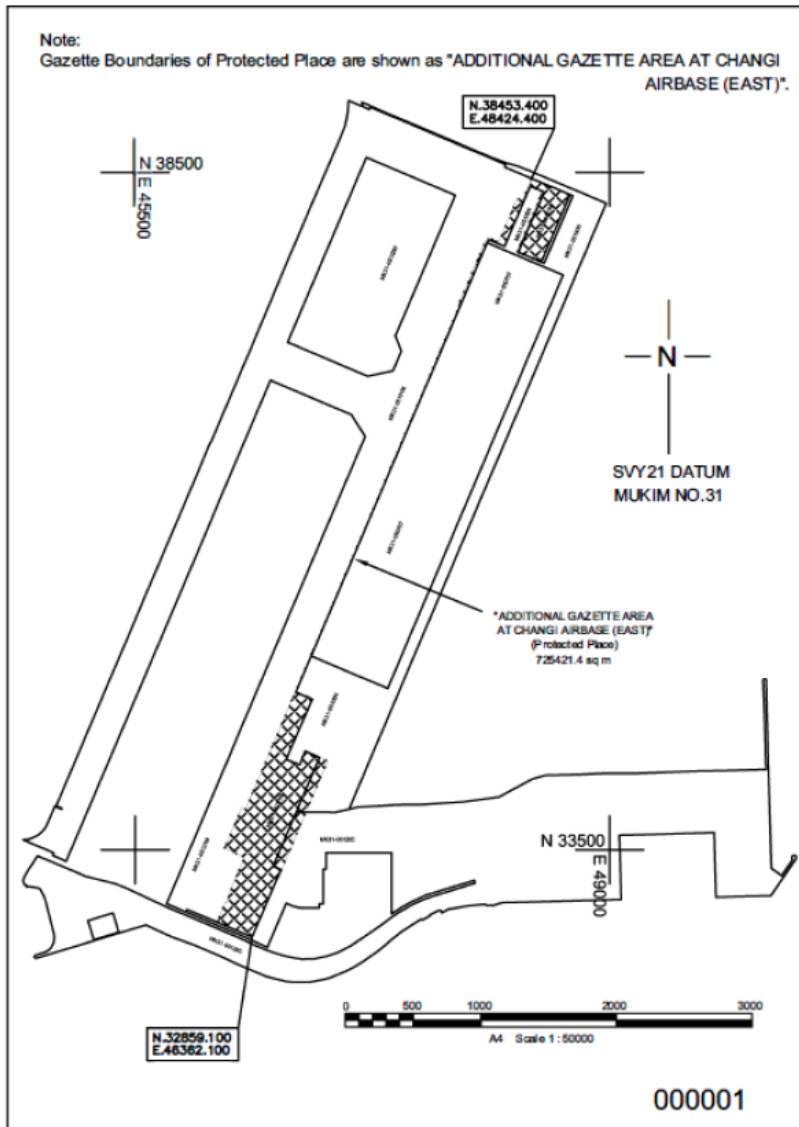 Note:
Gazette Boundaries of Protected Place are shown as "ADDITIONAL GAZETTE AREA AT CHANGI
AIRBASE (EAST)".
N.38453.400
E.48424.400
N 38500
E 45500
N
SVY21 DATUM
MUKIM NO.31
"ADDITIONAL GAZETTE AREA
AT CHANGI AIRBASE (EAST)"
(Protected Place)
725421.4 sq m
N 33500
E 49000
N.32859.100
E.46362.100
0 500 1000 2000 3000
A4 Scale 1 : 50000
000001